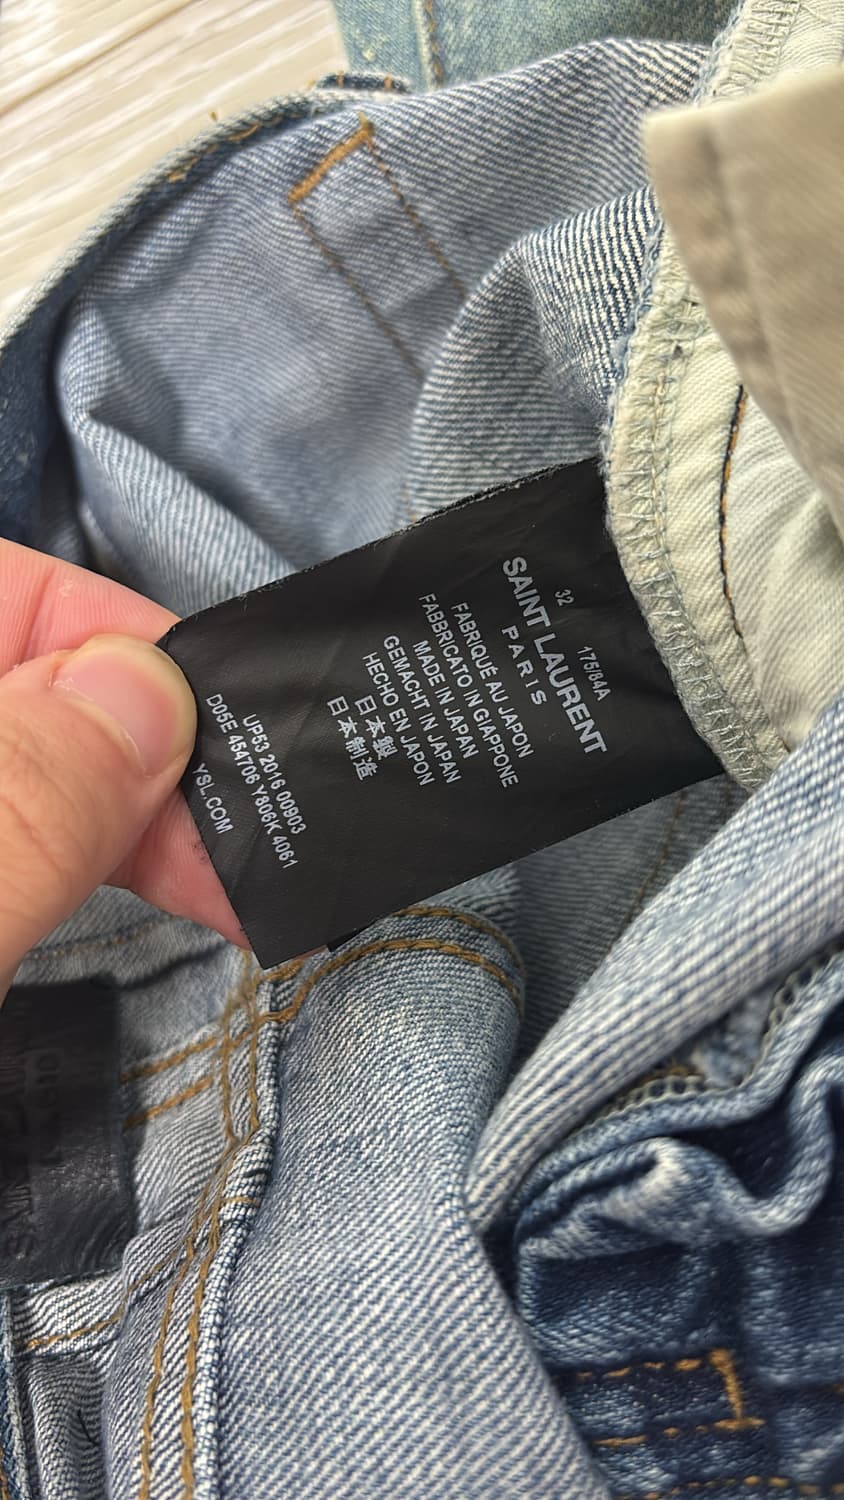 32 175/84A
SAINT LAURENT
PARIS
FABRIQUÉ AU JAPON
FABBRICATO IN GIAPPONE
MADE IN JAPAN
GEMACHT IN JAPAN
HECHO EN JAPON
日本製
日本制造
UP53 2016 00903
D05E 454706 Y806K 4061
YSL.COM